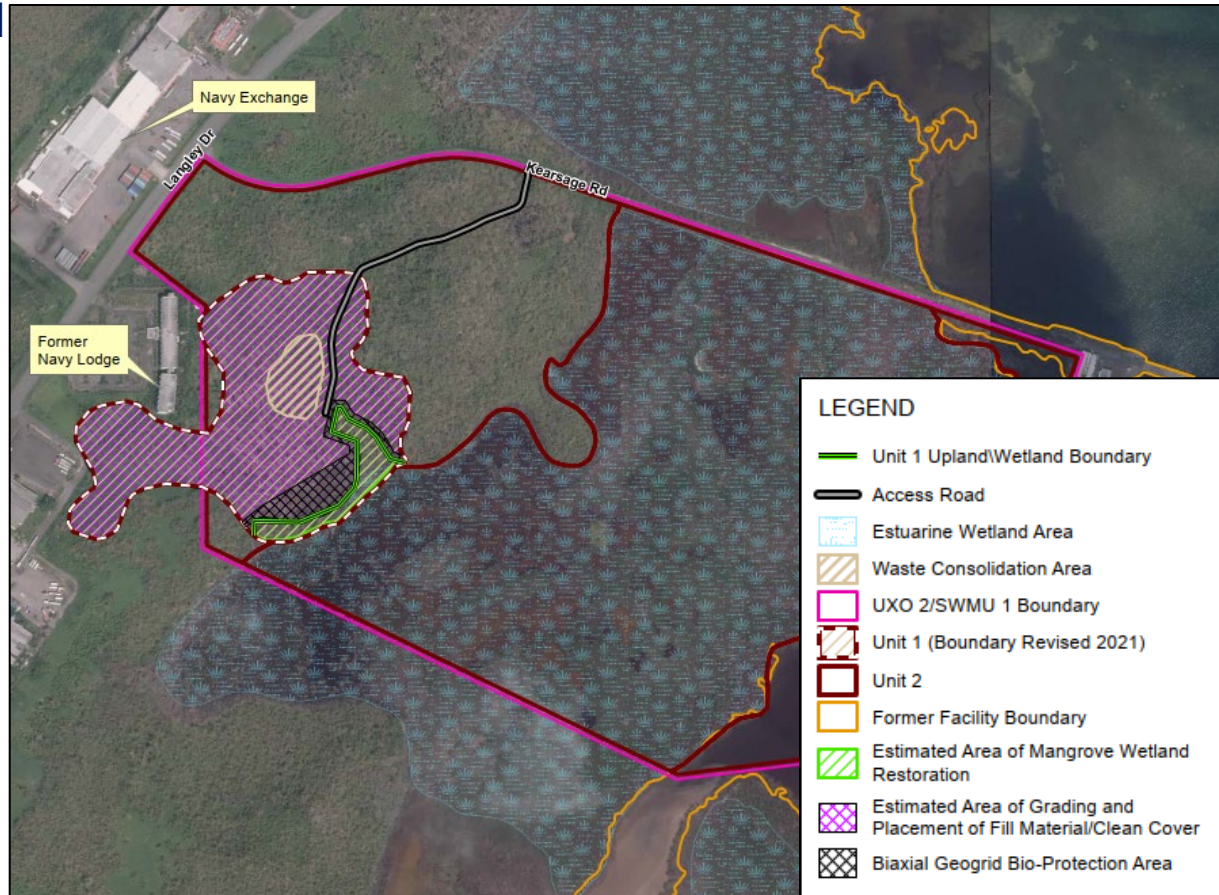 Navy Exchange
Langley Dr
Kearsage Rd
Former
Navy Lodge
LEGEND
Unit 1 Upland\Wetland Boundary
Access Road
Estuarine Wetland Area
Waste Consolidation Area
UXO 2/SWMU 1 Boundary
Unit 1 (Boundary Revised 2021)
Unit 2
Former Facility Boundary
Estimated Area of Mangrove Wetland
Restoration
Estimated Area of Grading and
Placement of Fill Material/Clean Cover
Biaxial Geogrid Bio-Protection Area